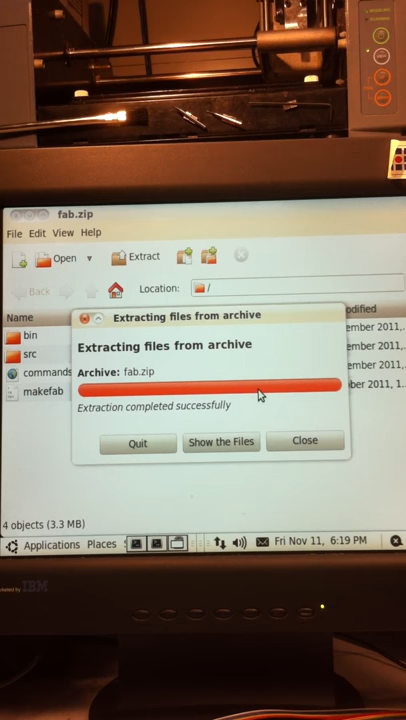 fab.zip
File Edit View Help
Open Extract
Back Location: /
Name odified
bin ember 2011,
src ember 2011,
commands ember 2011,
makefab ber 2011, 1
Extracting files from archive
Extracting files from archive
Archive: fab.zip
Extraction completed successfully
Quit Show the Files Close
4 objects (3.3 MB)
Applications Places Fri Nov 11, 6:19 PM
IBM